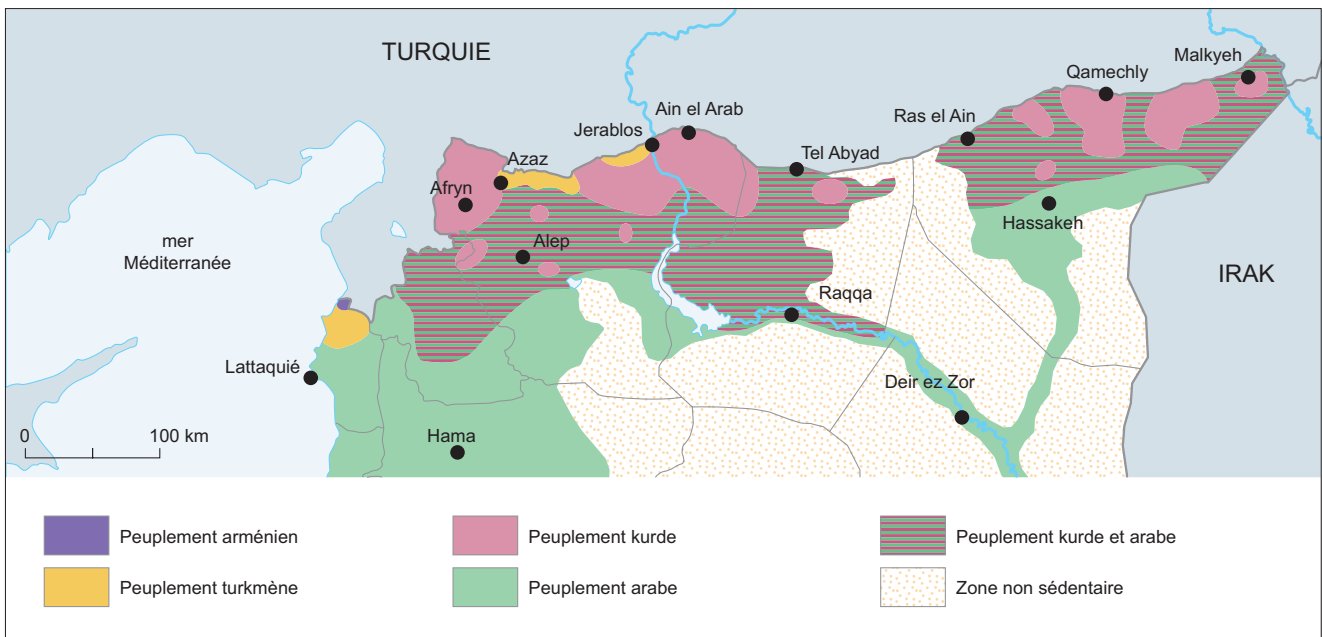 TURQUIE
Malkyeh
Qamechly
Ain el Arab
Ras el Ain
Jerablos
Azaz
Tel Abyad
Afryn
Hassakeh
mer
Méditerranée
Alep
IRAK
Raqqa
Lattaquié
Deir ez Zor
0 100 km
Hama
Peuplement arménien
Peuplement kurde
Peuplement kurde et arabe
Peuplement turkmène
Peuplement arabe
Zone non sédentaire